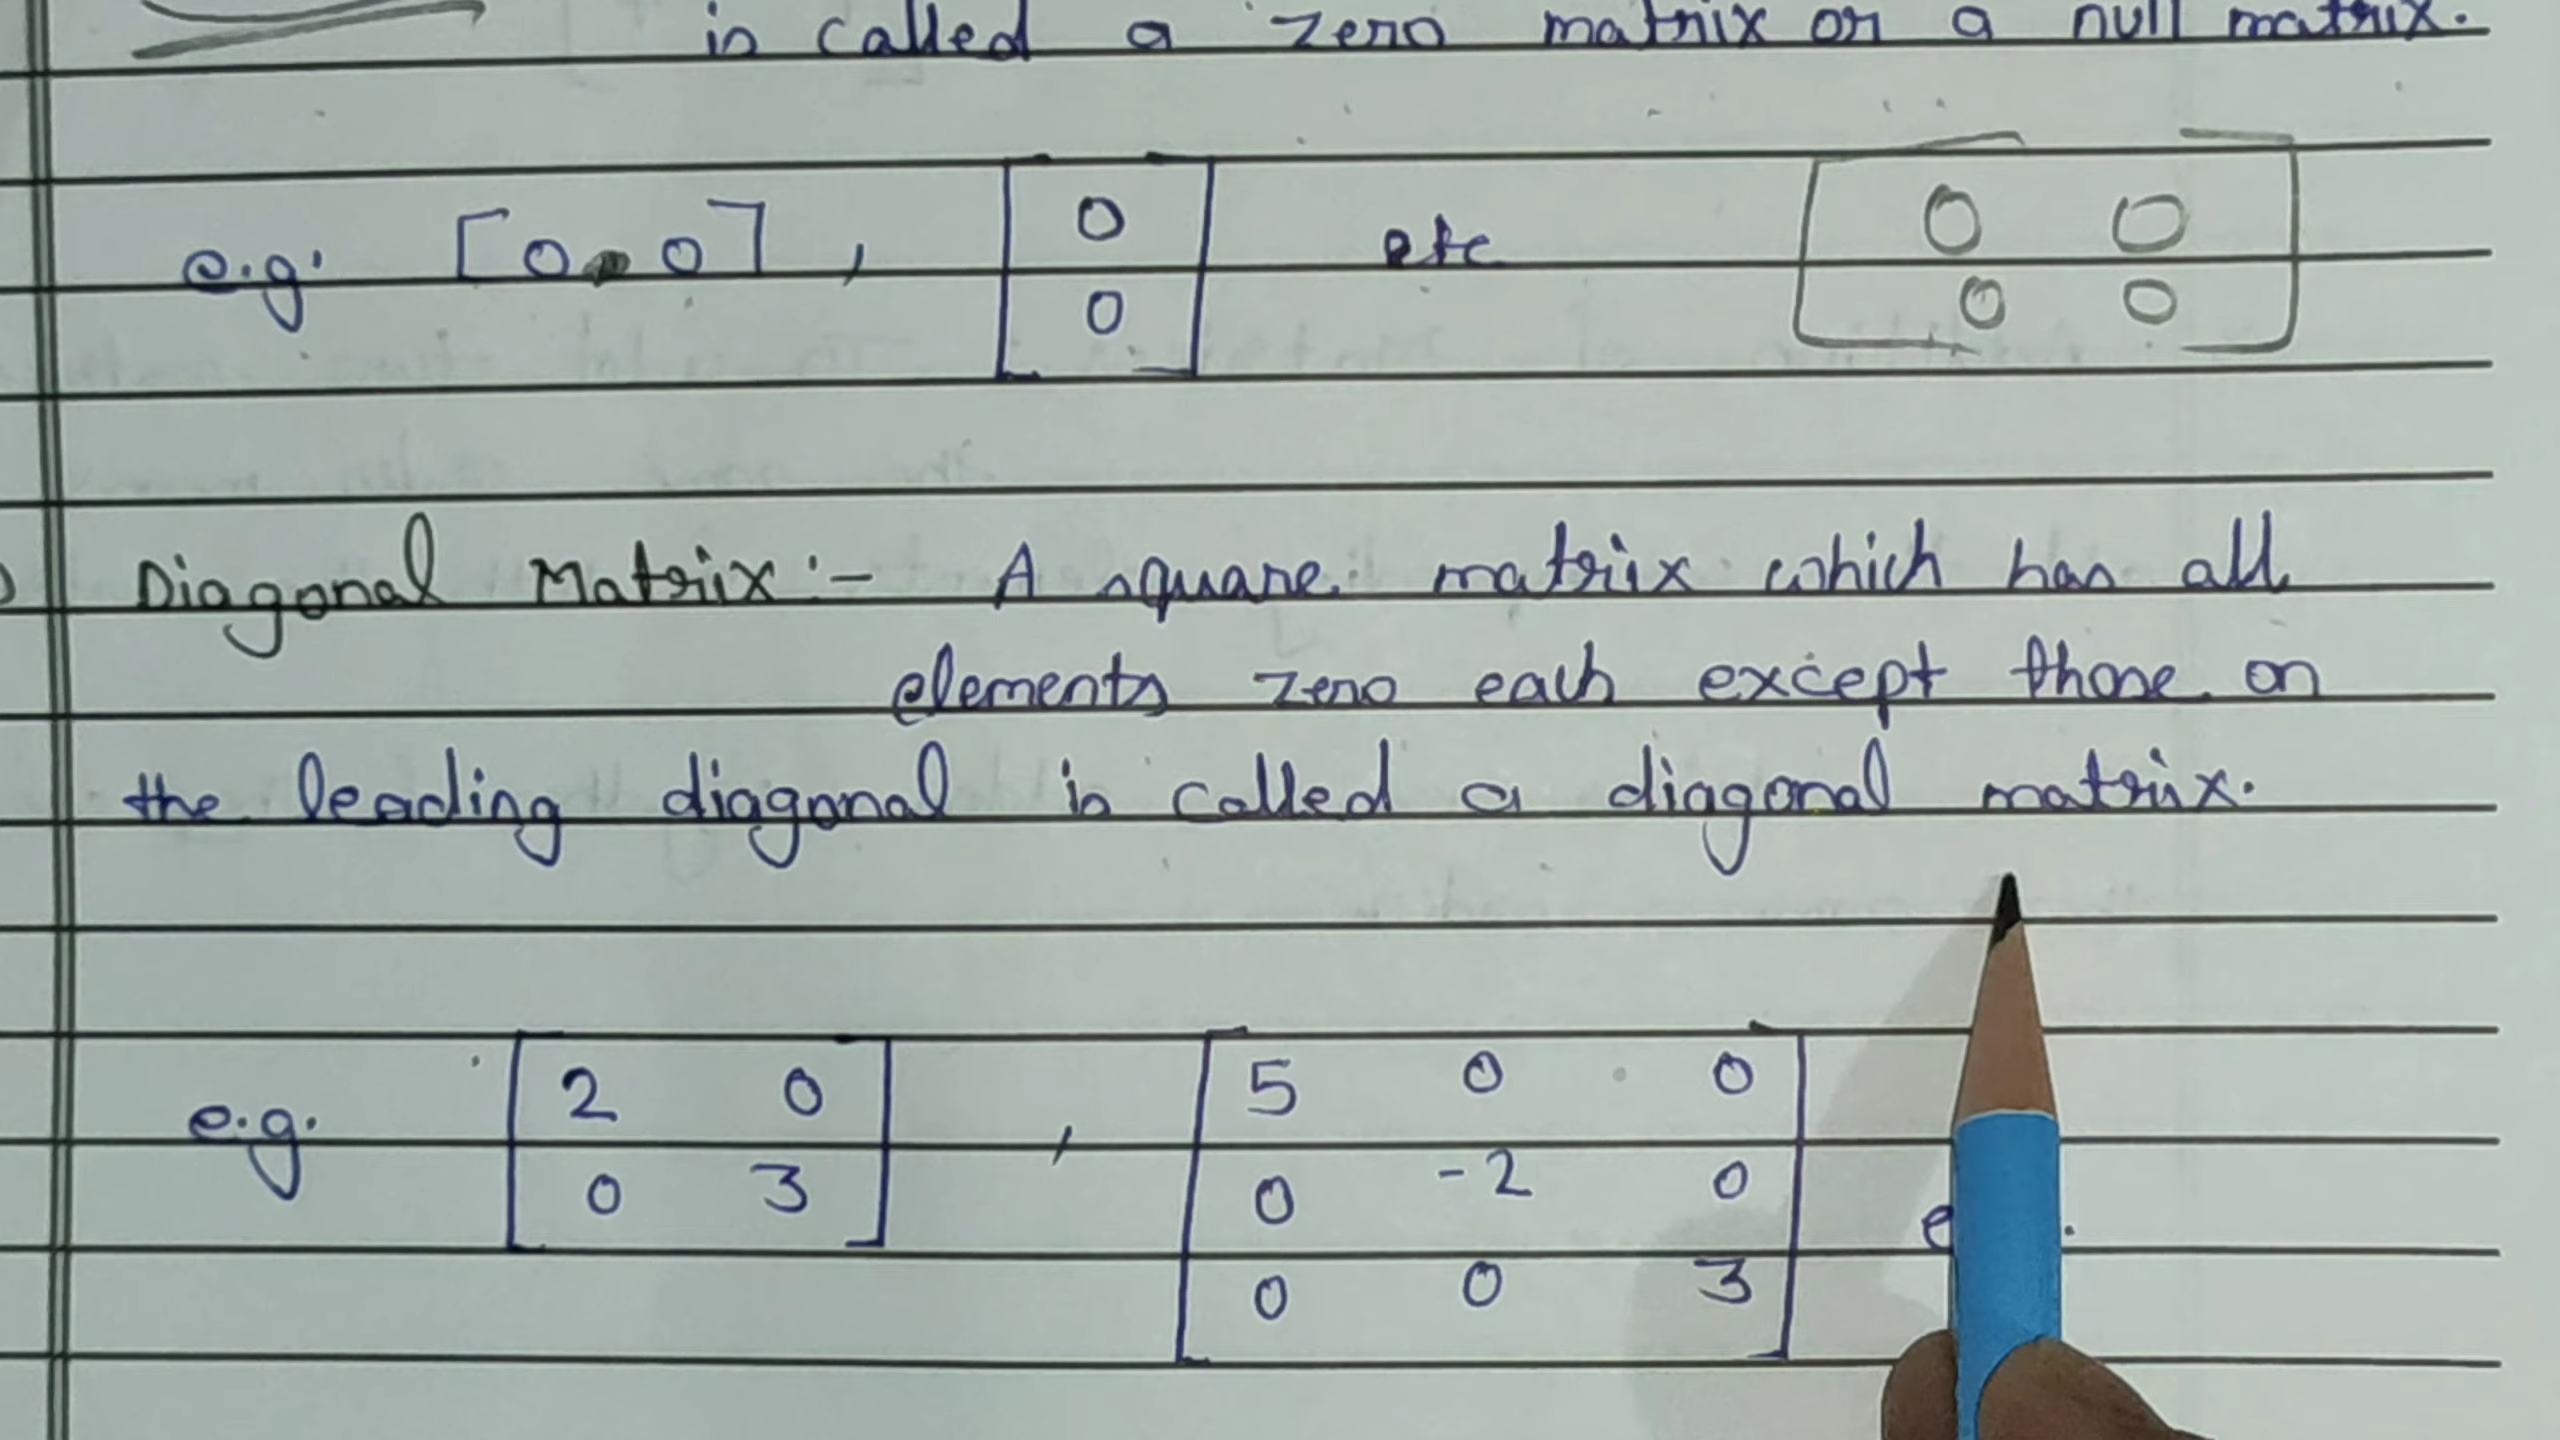 is called a zero matrix or a null matrix.
e.g. [0 0] , [0 etc [0 0
0] 0 0]
Diagonal Matrix :- A square matrix which has all
elements zero each except those on
the leading diagonal is called a diagonal matrix.
e.g. [2 0 , [5 0 0
0 3] 0 -2 0
0 0 3]